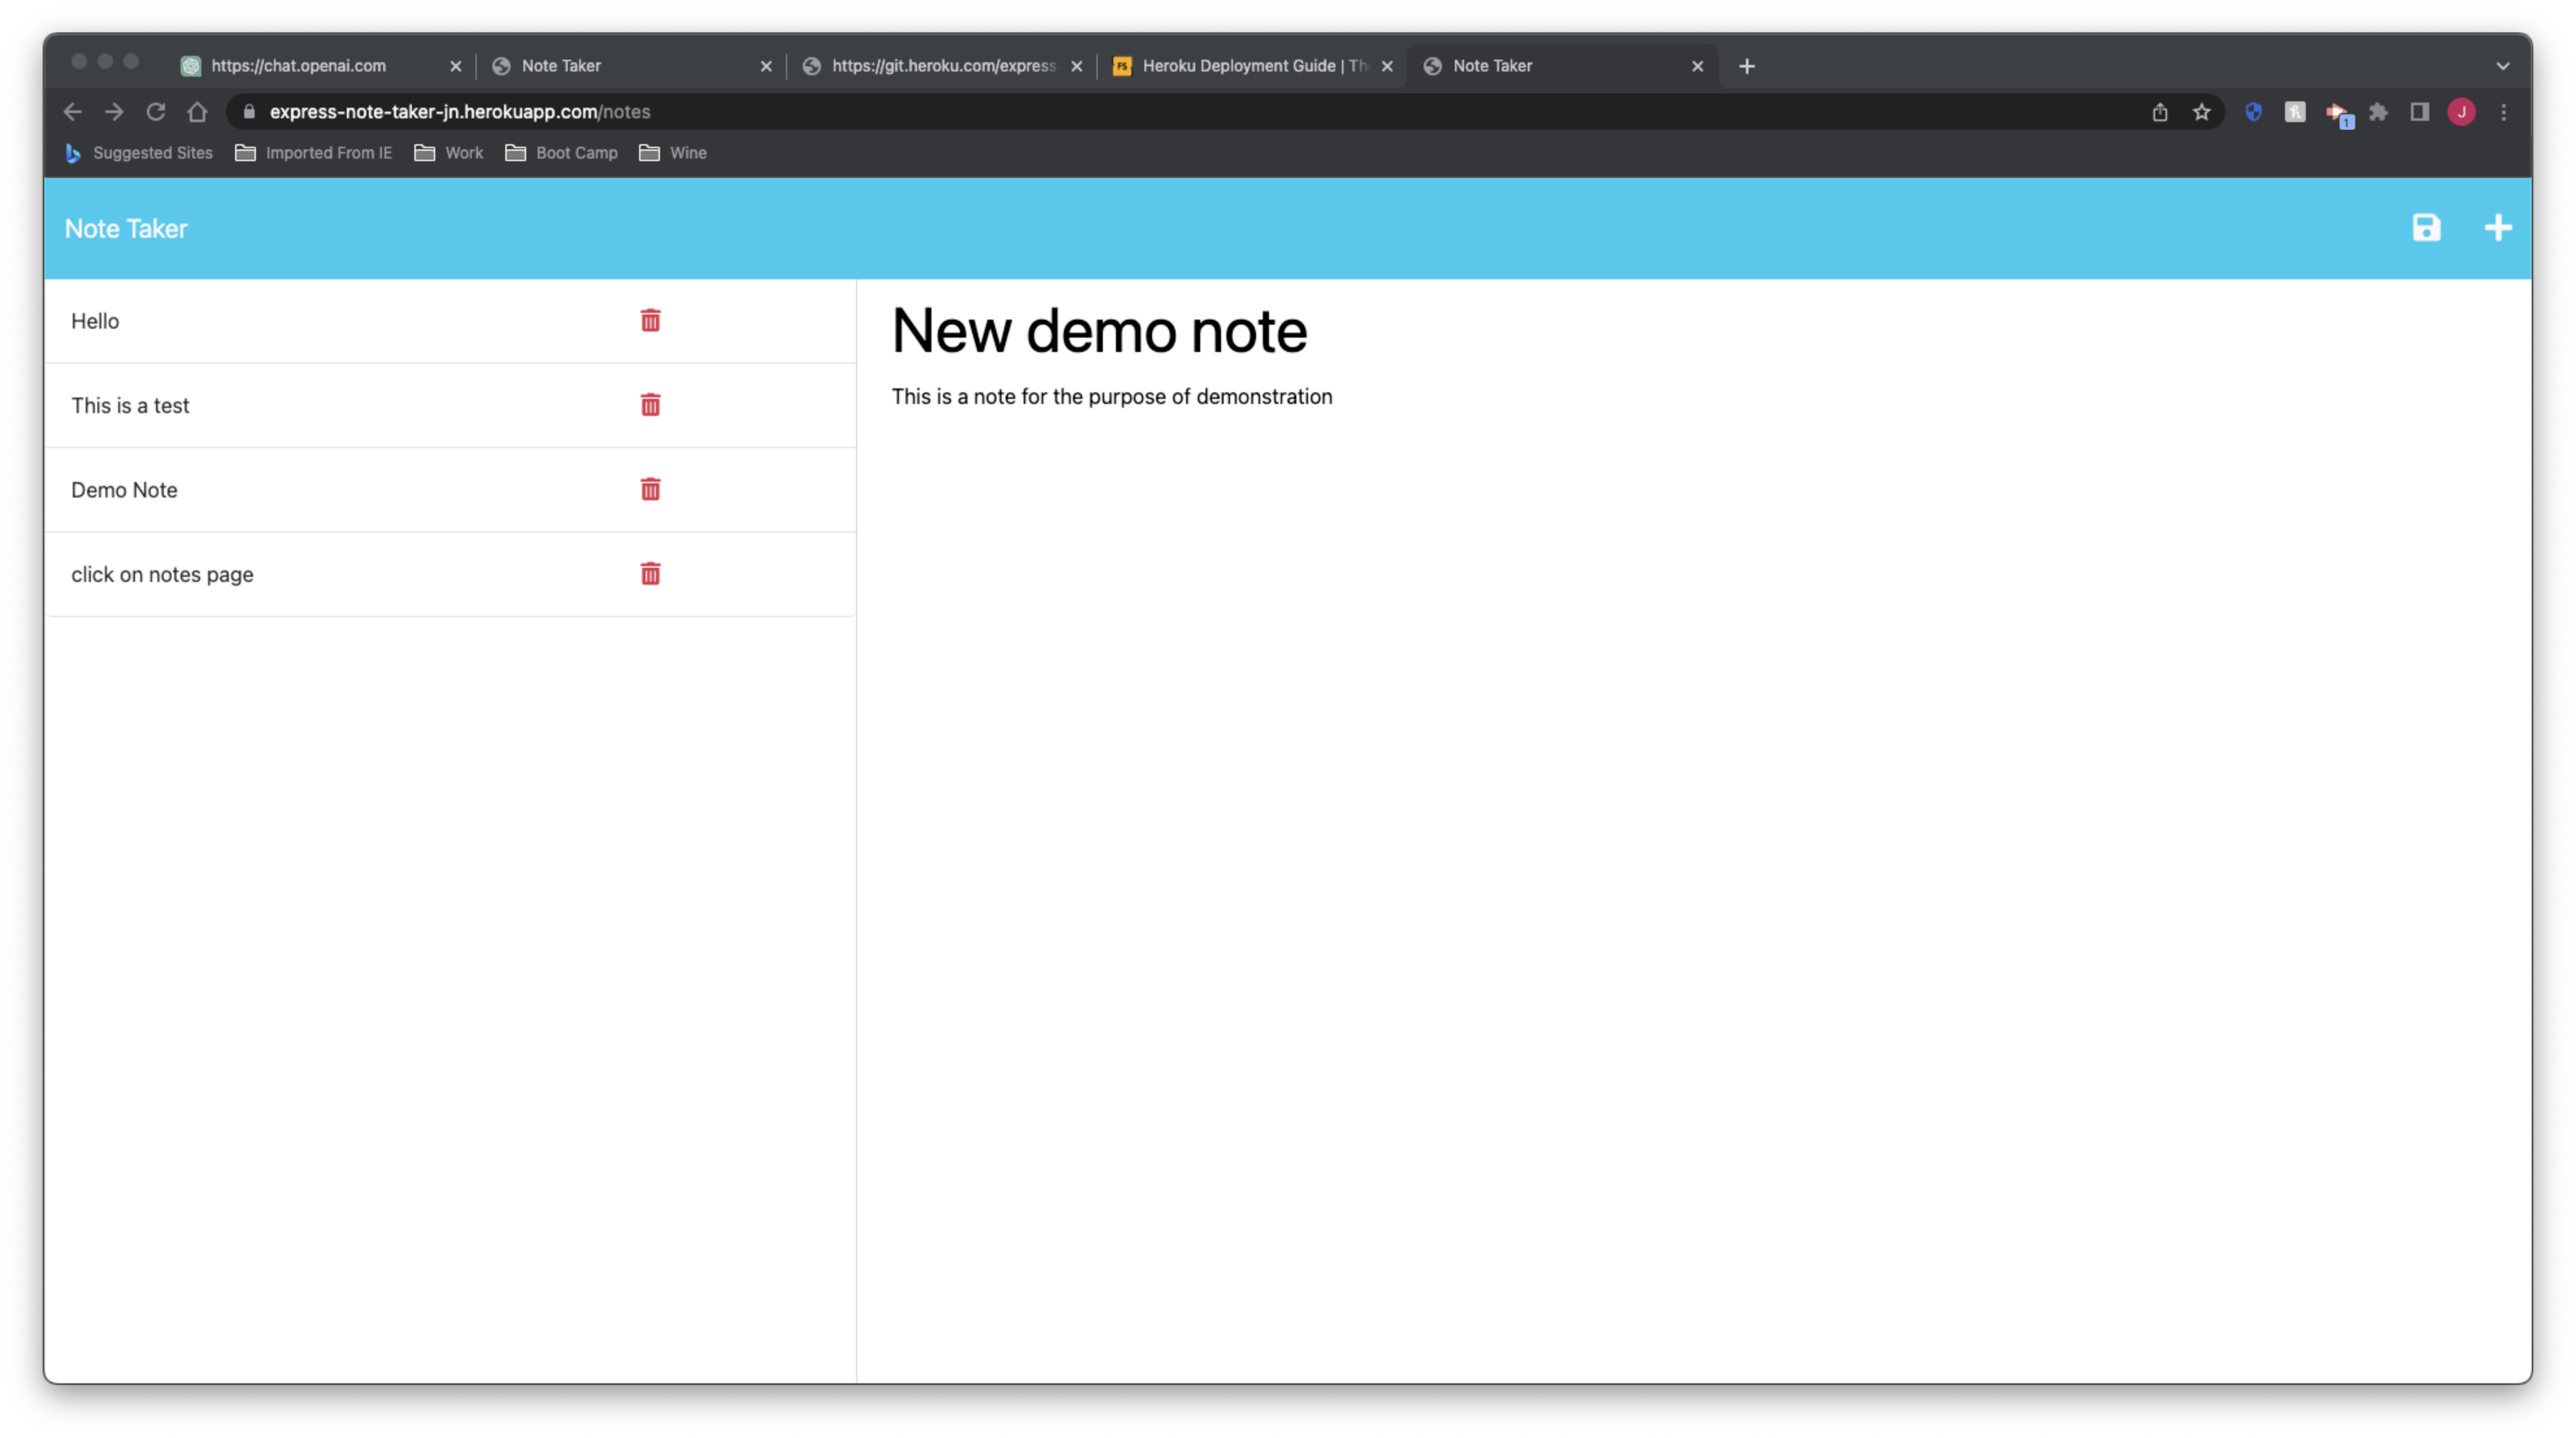 https://chat.openai.com
Note Taker
https://git.heroku.com/express
Heroku Deployment Guide | Th
Note Taker
express-note-taker-jn.herokuapp.com/notes
1
J
Suggested Sites
Imported From IE
Work
Boot Camp
Wine
Note Taker
Hello
This is a test
Demo Note
click on notes page
New demo note
This is a note for the purpose of demonstration